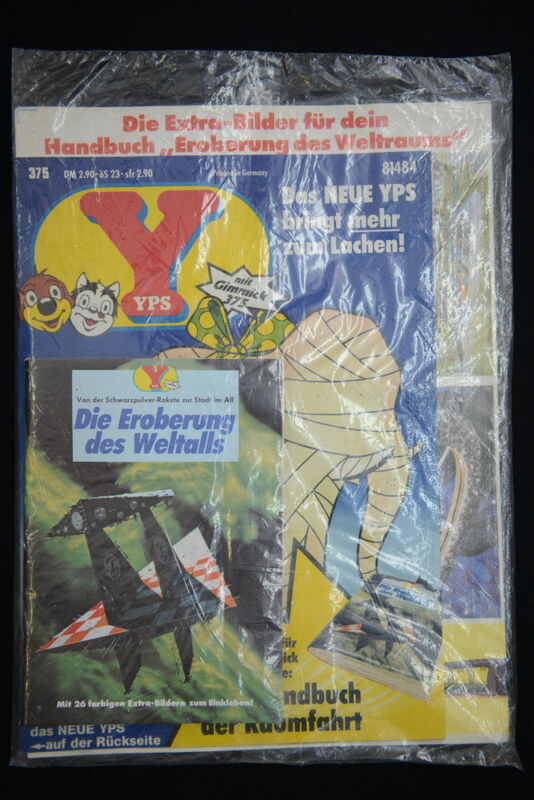 Die Extra-Bilder für dein
Handbuch „Eroberung des Weltraums“
375 DM 2.90 · öS 23 · sfr 2.90 Printed in Germany 81484
Das NEUE YPS
bringt mehr
zum Lachen!
Y
YPS
mit
Gimmick
375
Y
Von der Schwarzpulver-Rakete zur Stadt im All
Die Eroberung
des Weltalls
Mit 26 farbigen Extra-Bildern zum Einkleben!
für
ick
e:
ndbuch
der Raumfahrt
das NEUE YPS
auf der Rückseite